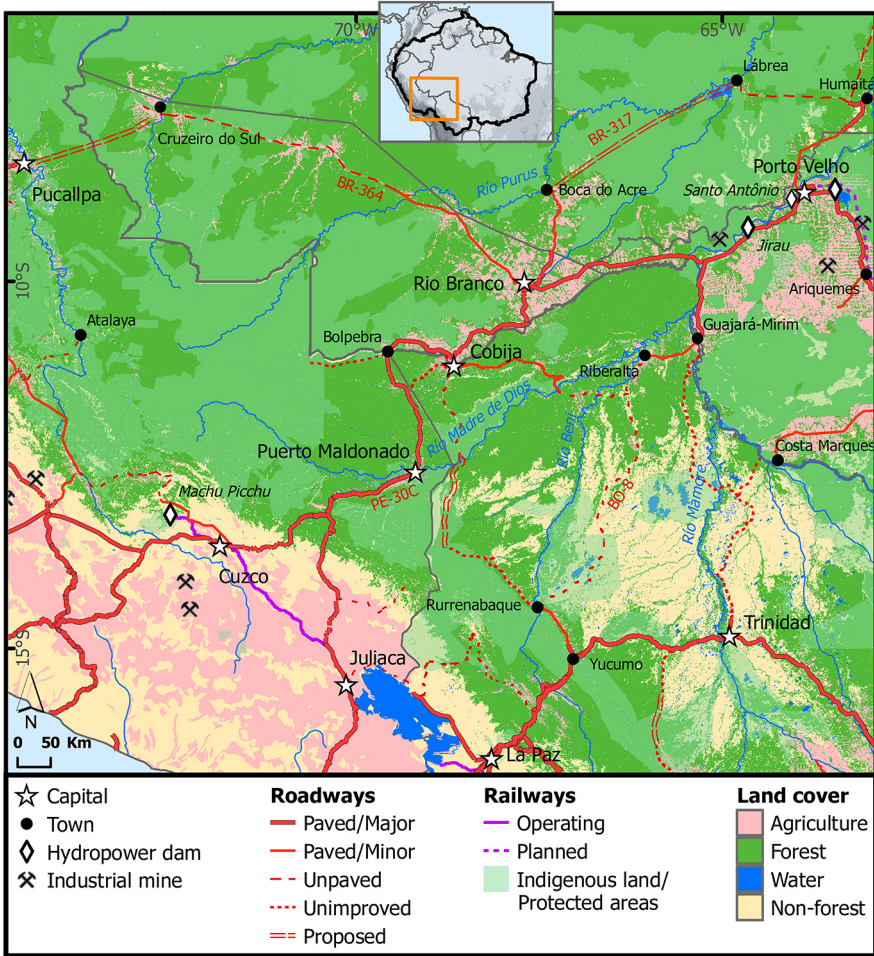 70°W
65°W
Lábrea
Humaitá
Cruzeiro do Sul
BR-317
Porto Velho
Pucallpa
BR-364
Río Purus
Boca do Acre
Santo Antônio
Jirau
10°S
Rio Branco
Ariquemes
Atalaya
Bolpebra
Cobija
Guajará-Mirim
Riberalta
Río Madre de Dios
Puerto Maldonado
Río Beni
Costa Marques
PE-30C
BO-8
Río Mamoré
Machu Picchu
Cuzco
Rurrenabaque
Trinidad
15°S
Juliaca
Yucumo
N
0 50 Km
La Paz
Capital
Town
Hydropower dam
Industrial mine
Roadways
Paved/Major
Paved/Minor
Unpaved
Unimproved
Proposed
Railways
Operating
Planned
Indigenous land/
Protected areas
Land cover
Agriculture
Forest
Water
Non-forest